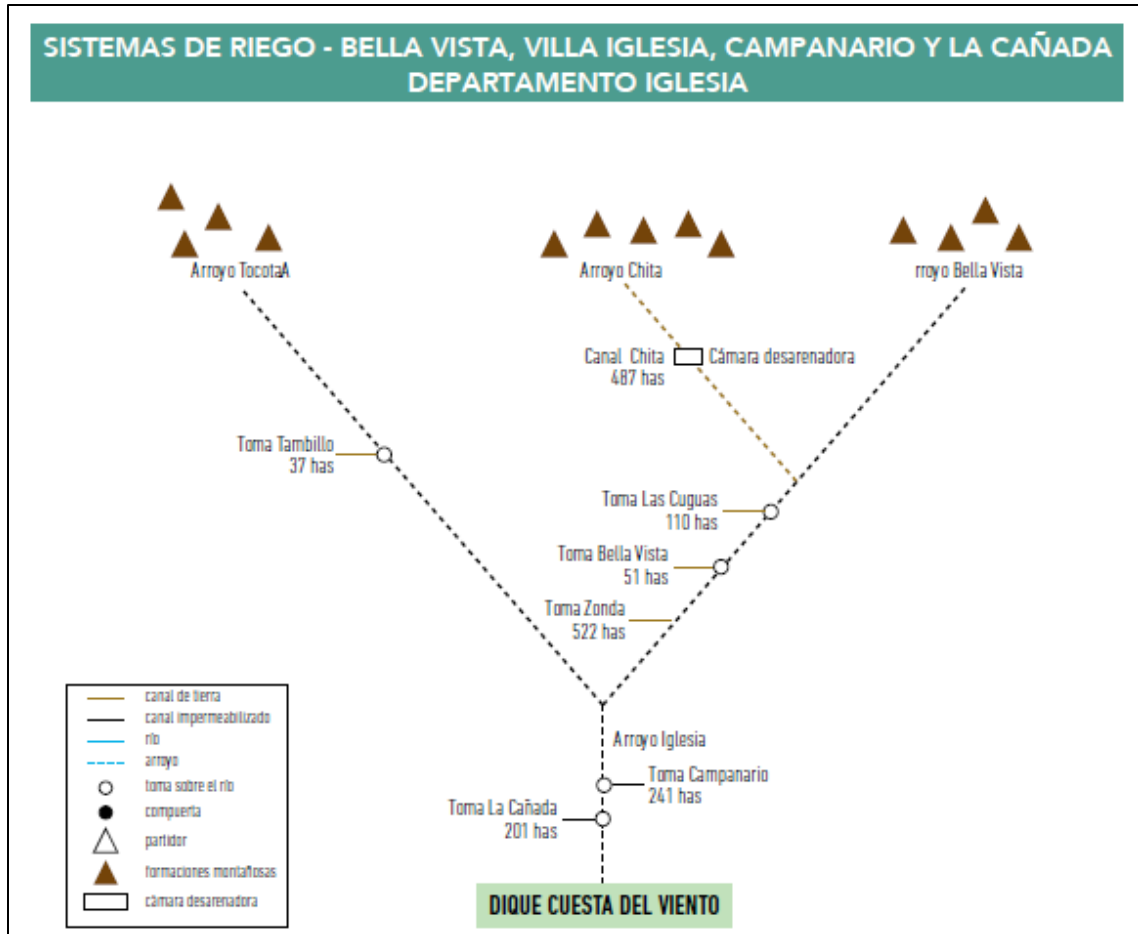 SISTEMAS DE RIEGO - BELLA VISTA, VILLA IGLESIA, CAMPANARIO Y LA CAÑADA
DEPARTAMENTO IGLESIA
Arroyo TocotaA
Arroyo Chita
rroyo Bella Vista
Canal Chita
487 has
Cámara desarenadora
Toma Tambillo
37 has
Toma Las Cuguas
110 has
Toma Bella Vista
51 has
Toma Zonda
522 has
Arroyo Iglesia
Toma Campanario
241 has
Toma La Cañada
201 has
DIQUE CUESTA DEL VIENTO
canal de tierra
canal impermeabilizado
río
arroyo
toma sobre el río
compuerta
partidor
formaciones montañosas
cámara desarenadora